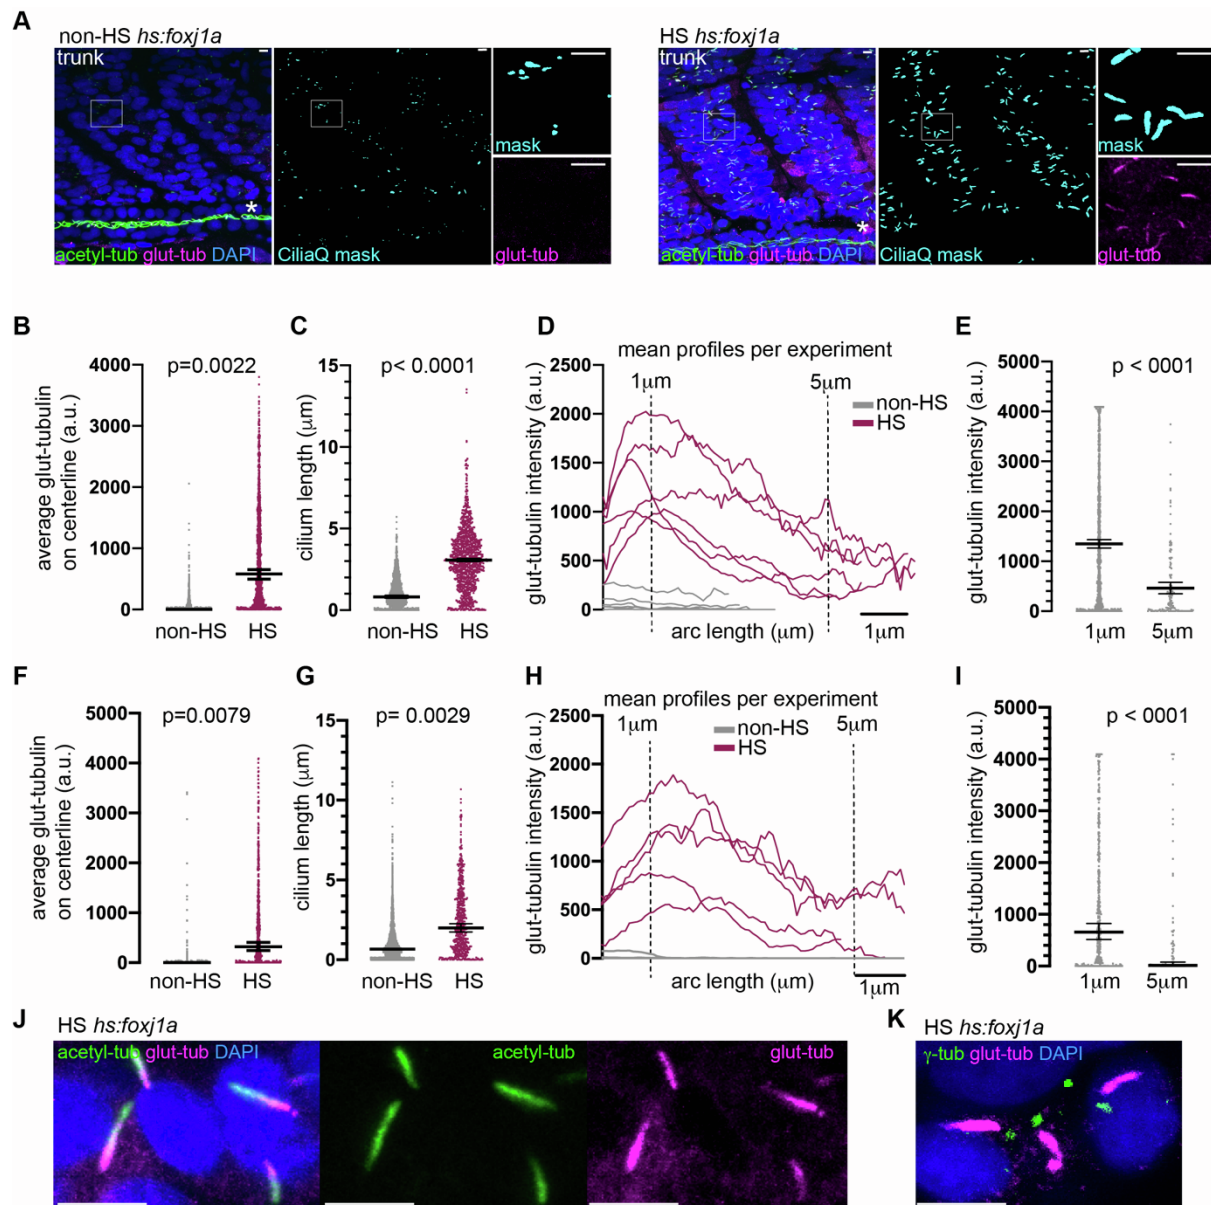 A
non-HS hs:foxj1a
trunk
acetyl-tub glut-tub DAPI
CiliaQ mask
mask
glut-tub
HS hs:foxj1a
trunk
*
acetyl-tub glut-tub DAPI
CiliaQ mask
mask
glut-tub
*
B
p=0.0022
average glut-tubulin
on centerline (a.u.)
4000
3000
2000
1000
0
non-HS
HS
C
p< 0.0001
cilium length (μm)
15
10
5
0
non-HS
HS
D
mean profiles per experiment
1μm
5μm
non-HS
HS
glut-tubulin intensity (a.u.)
2500
2000
1500
1000
500
0
arc length (μm)
1μm
E
p < 0001
glut-tubulin intensity (a.u.)
5000
4000
3000
2000
1000
0
1μm
5μm
F
p=0.0079
average glut-tubulin
on centerline (a.u.)
5000
4000
3000
2000
1000
0
non-HS
HS
G
p= 0.0029
cilium length (μm)
15
10
5
0
non-HS
HS
H
mean profiles per experiment
1μm
non-HS
HS
5μm
glut-tubulin intensity (a.u.)
2500
2000
1500
1000
500
0
arc length (μm)
1μm
I
p < 0001
glut-tubulin intensity (a.u.)
5000
4000
3000
2000
1000
0
1μm
5μm
J
HS hs:foxj1a
acetyl-tub glut-tub DAPI
acetyl-tub
glut-tub
K
HS hs:foxj1a
γ-tub glut-tub DAPI